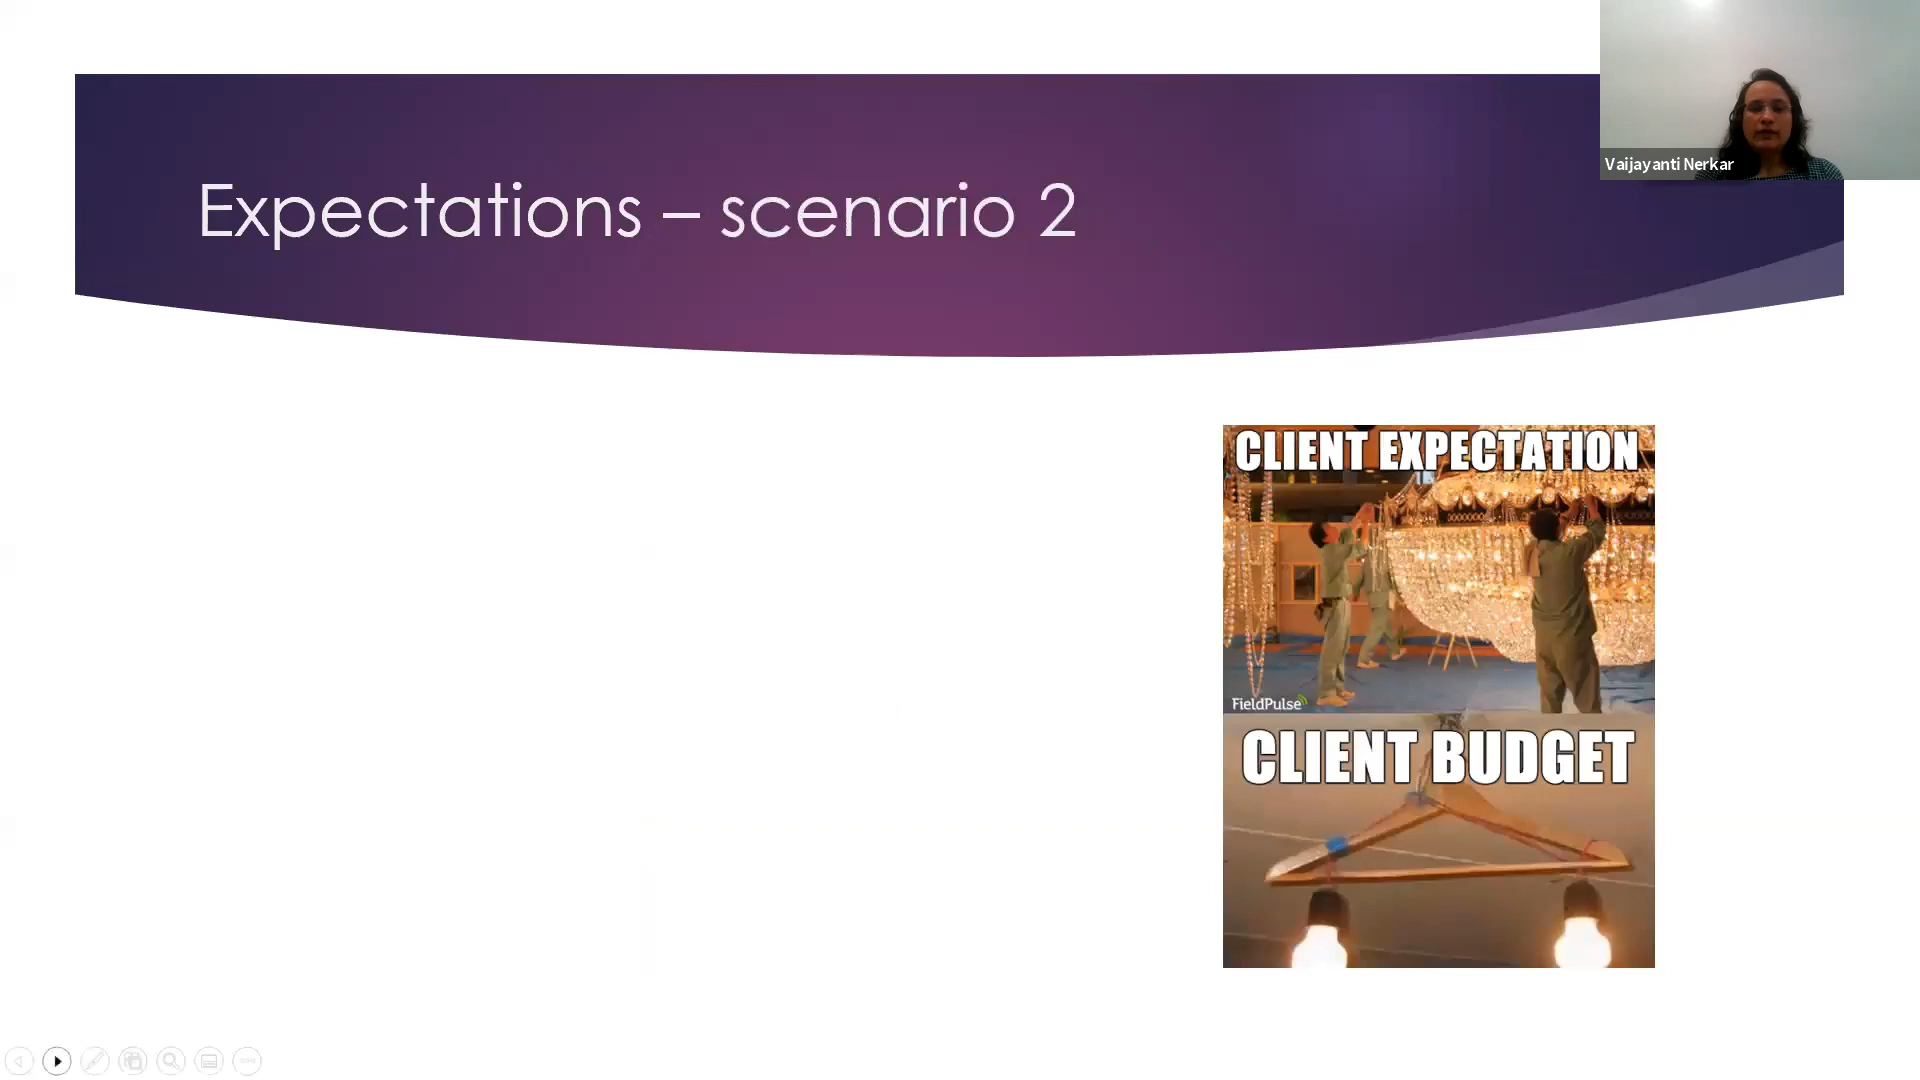 Vaijayanti Nerkar
Expectations – scenario 2
CLIENT EXPECTATION
FieldPulse
CLIENT BUDGET